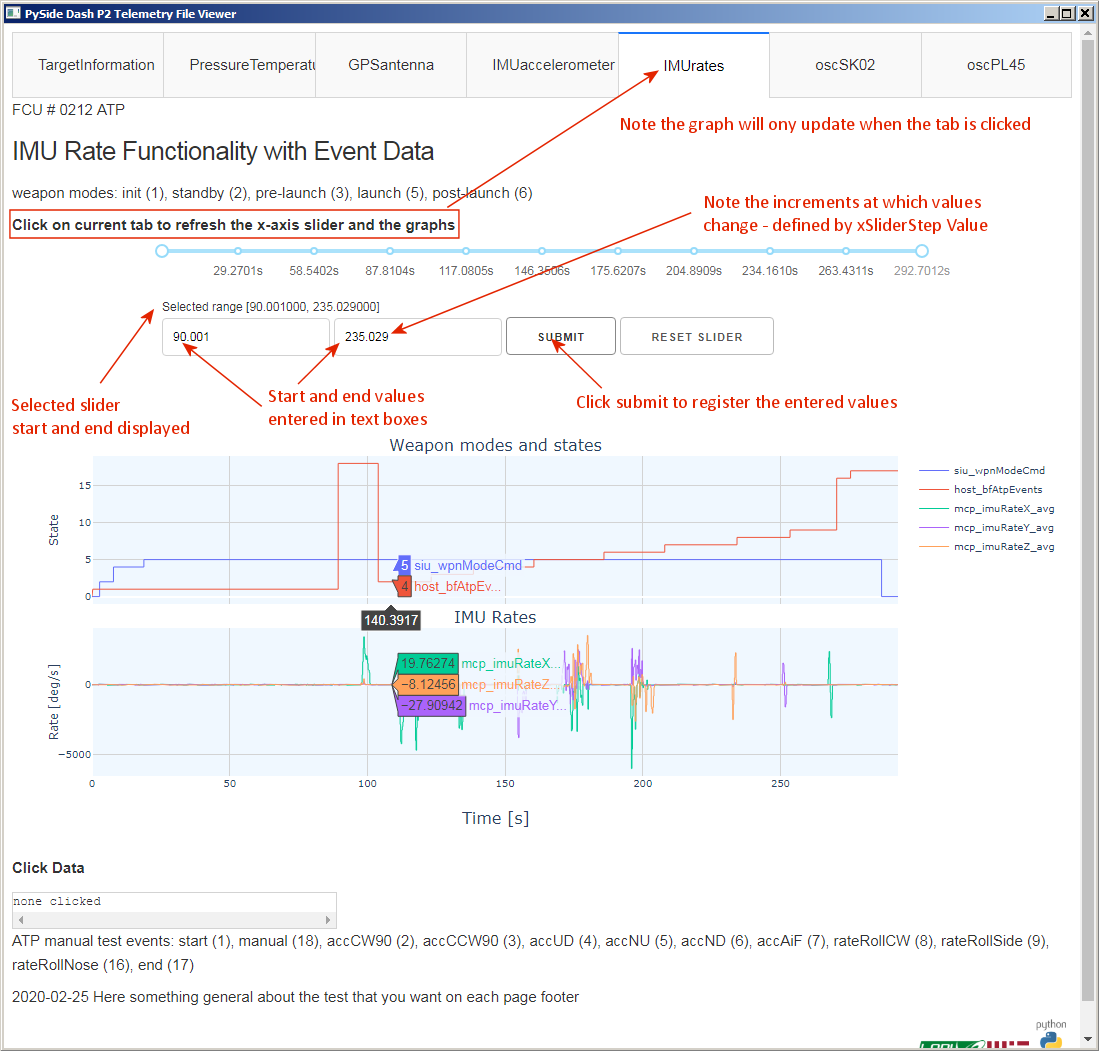 PySide Dash P2 Telemetry File Viewer
TargetInformation
PressureTemperatu
GPSantenna
IMUaccelerometer
IMUrates
oscSK02
oscPL45
FCU # 0212 ATP
Note the graph will ony update when the tab is clicked
IMU Rate Functionality with Event Data
weapon modes: init (1), standby (2), pre-launch (3), launch (5), post-launch (6)
Note the increments at which values
change - defined by xSliderStep Value
Click on current tab to refresh the x-axis slider and the graphs
29.2701s
58.5402s
87.8104s
117.0805s
146.3506s
175.6207s
204.8909s
234.1610s
263.4311s
292.7012s
Selected range [90.001000, 235.029000]
90.001
235.029
SUBMIT
RESET SLIDER
Selected slider
start and end displayed
Start and end values
entered in text boxes
Click submit to register the entered values
Weapon modes and states
15
10
5
0
State
5 siu_wpnModeCmd
4 host_bfAtpEv...
siu_wpnModeCmd
host_bfAtpEvents
mcp_imuRateX_avg
mcp_imuRateY_avg
mcp_imuRateZ_avg
140.3917
IMU Rates
19.76274 mcp_imuRateX...
−8.12456 mcp_imuRateZ...
−27.90942 mcp_imuRateY...
0
−5000
Rate [deg/s]
0
50
100
150
200
250
Time [s]
Click Data
none clicked
ATP manual test events: start (1), manual (18), accCW90 (2), accCCW90 (3), accUD (4), accNU (5), accND (6), accAiF (7), rateRollCW (8), rateRollSide (9),
rateRollNose (16), end (17)
2020-02-25 Here something general about the test that you want on each page footer
python